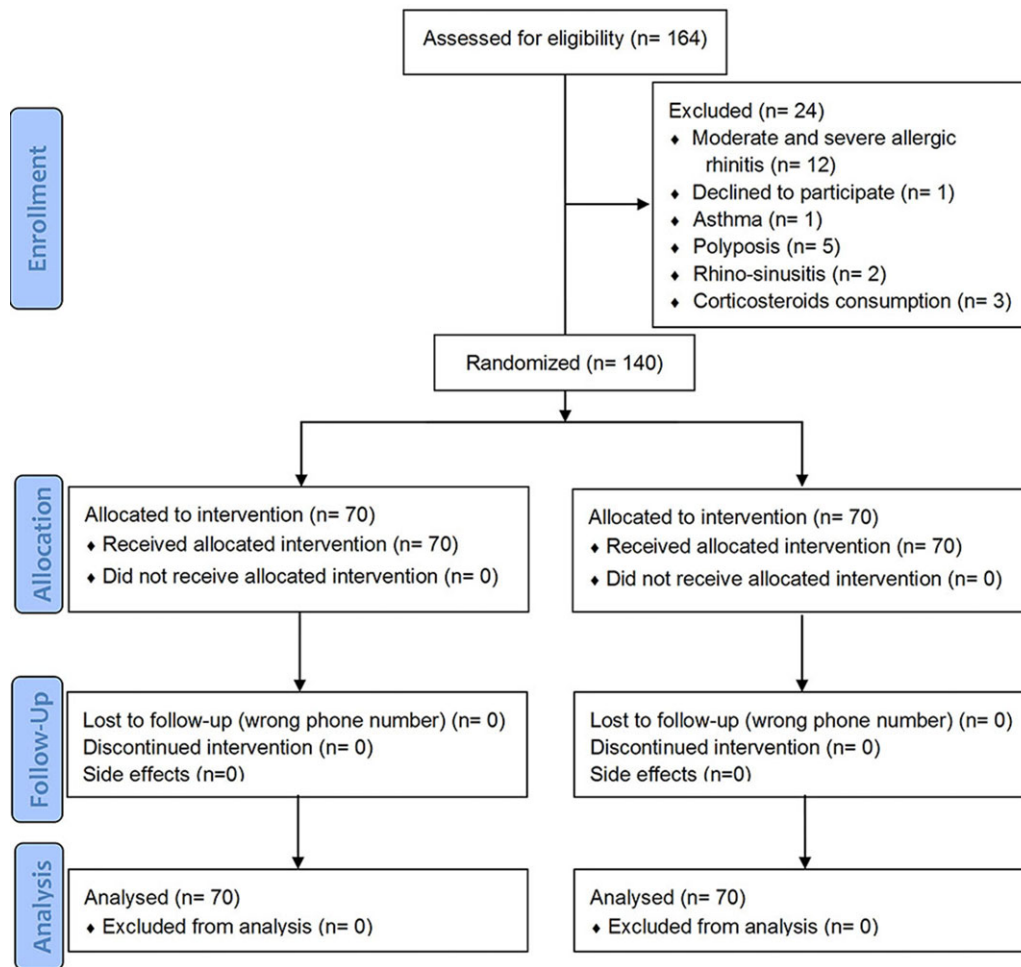 Assessed for eligibility (n= 164)
Enrollment
Excluded (n= 24)
♦ Moderate and severe allergic
rhinitis (n= 12)
♦ Declined to participate (n= 1)
♦ Asthma (n= 1)
♦ Polyposis (n= 5)
♦ Rhino-sinusitis (n= 2)
♦ Corticosteroids consumption (n= 3)
Randomized (n= 140)
Allocation
Allocated to intervention (n= 70)
♦ Received allocated intervention (n= 70)
♦ Did not receive allocated intervention (n= 0)
Allocated to intervention (n= 70)
♦ Received allocated intervention (n= 70)
♦ Did not receive allocated intervention (n= 0)
Follow-Up
Lost to follow-up (wrong phone number) (n= 0)
Discontinued intervention (n= 0)
Side effects (n=0)
Lost to follow-up (wrong phone number) (n= 0)
Discontinued intervention (n= 0)
Side effects (n=0)
Analysis
Analysed (n= 70)
♦ Excluded from analysis (n= 0)
Analysed (n= 70)
♦ Excluded from analysis (n= 0)